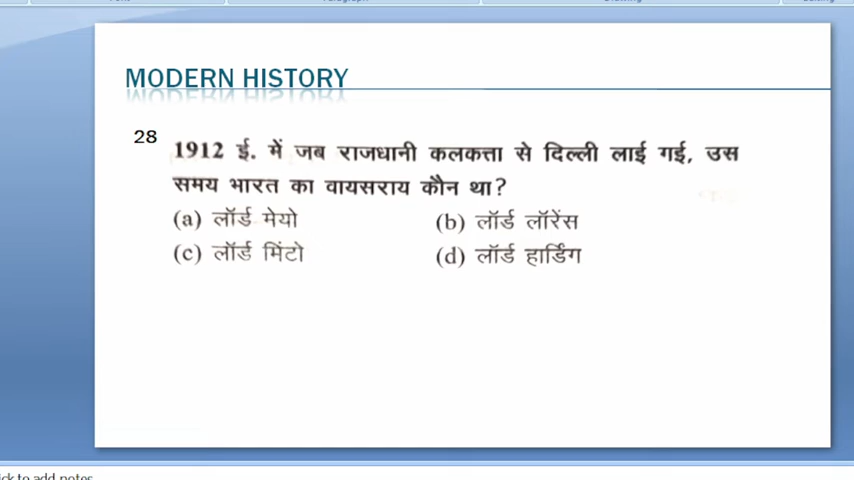 MODERN HISTORY
28
1912 ई. में जब राजधानी कलकत्ता से दिल्ली लाई गई, उस
समय भारत का वायसराय कौन था?
(a) लॉर्ड मेयो (b) लॉर्ड लॉरेंस
(c) लॉर्ड मिंटो (d) लॉर्ड हार्डिंग